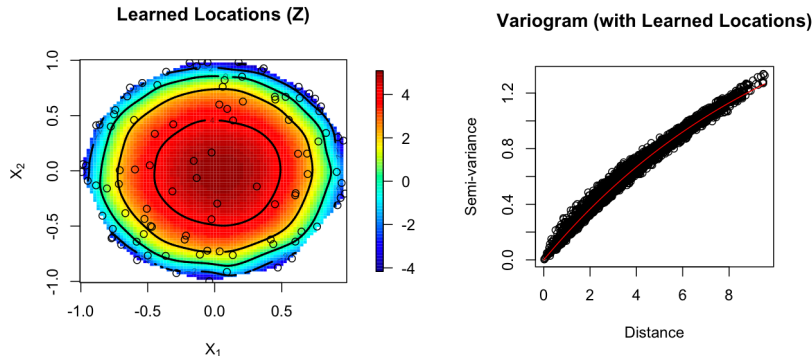 Learned Locations (Z)
1.0
0.5
0.0
-0.5
-1.0
X₂
-1.0 -0.5 0.0 0.5
X₁
4
2
0
-2
-4
Variogram (with Learned Locations)
1.2
0.8
0.4
0.0
Semi-variance
0 2 4 6 8
Distance